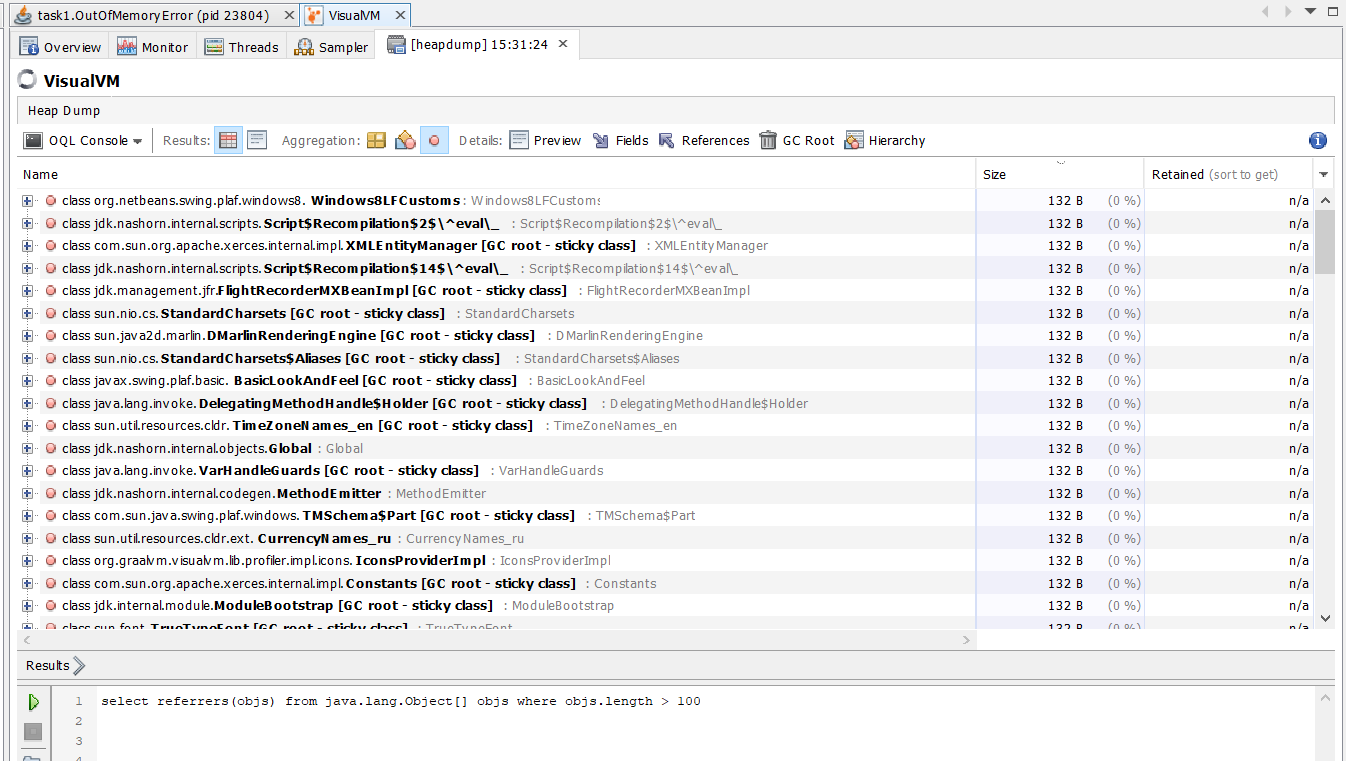 task1.OutOfMemoryError (pid 23804) VisualVM
Overview Monitor Threads Sampler [heapdump] 15:31:24
VisualVM
Heap Dump
OQL Console Results: Aggregation: Details: Preview Fields References GC Root Hierarchy
Name Size Retained (sort to get)
class org.netbeans.swing.plaf.windows8. Windows8LFCustoms : Windows8LFCustoms 132 B (0 %) n/a
class jdk.nashorn.internal.scripts.Script$Recompilation$2$\^eval\_ : Script$Recompilation$2$\^eval\_ 132 B (0 %) n/a
class com.sun.org.apache.xerces.internal.impl.XMLEntityManager [GC root - sticky class] : XMLEntityManager 132 B (0 %) n/a
class jdk.nashorn.internal.scripts.Script$Recompilation$14$\^eval\_ : Script$Recompilation$14$\^eval\_ 132 B (0 %) n/a
class jdk.management.jfr.FlightRecorderMXBeanImpl [GC root - sticky class] : FlightRecorderMXBeanImpl 132 B (0 %) n/a
class sun.nio.cs.StandardCharsets [GC root - sticky class] : StandardCharsets 132 B (0 %) n/a
class sun.java2d.marlin.DMarlinRenderingEngine [GC root - sticky class] : DMarlinRenderingEngine 132 B (0 %) n/a
class sun.nio.cs.StandardCharsets$Aliases [GC root - sticky class] : StandardCharsets$Aliases 132 B (0 %) n/a
class javax.swing.plaf.basic. BasicLookAndFeel [GC root - sticky class] : BasicLookAndFeel 132 B (0 %) n/a
class java.lang.invoke.DelegatingMethodHandle$Holder [GC root - sticky class] : DelegatingMethodHandle$Holder 132 B (0 %) n/a
class sun.util.resources.cldr. TimeZoneNames_en [GC root - sticky class] : TimeZoneNames_en 132 B (0 %) n/a
class jdk.nashorn.internal.objects.Global : Global 132 B (0 %) n/a
class java.lang.invoke.VarHandleGuards [GC root - sticky class] : VarHandleGuards 132 B (0 %) n/a
class jdk.nashorn.internal.codegen.MethodEmitter : MethodEmitter 132 B (0 %) n/a
class com.sun.java.swing.plaf.windows. TMSchema$Part [GC root - sticky class] : TMSchema$Part 132 B (0 %) n/a
class sun.util.resources.cldr.ext. CurrencyNames_ru : CurrencyNames_ru 132 B (0 %) n/a
class org.graalvm.visualvm.lib.profiler.impl.icons. IconsProviderImpl : IconsProviderImpl 132 B (0 %) n/a
class com.sun.org.apache.xerces.internal.impl.Constants [GC root - sticky class] : Constants 132 B (0 %) n/a
class jdk.internal.module.ModuleBootstrap [GC root - sticky class] : ModuleBootstrap 132 B (0 %) n/a
class sun.font.TrueTypeFont [GC root - sticky class] : TrueTypeFont 132 B (0 %) n/a
Results
1 select referrers(objs) from java.lang.Object[] objs where objs.length > 100
2
3
4